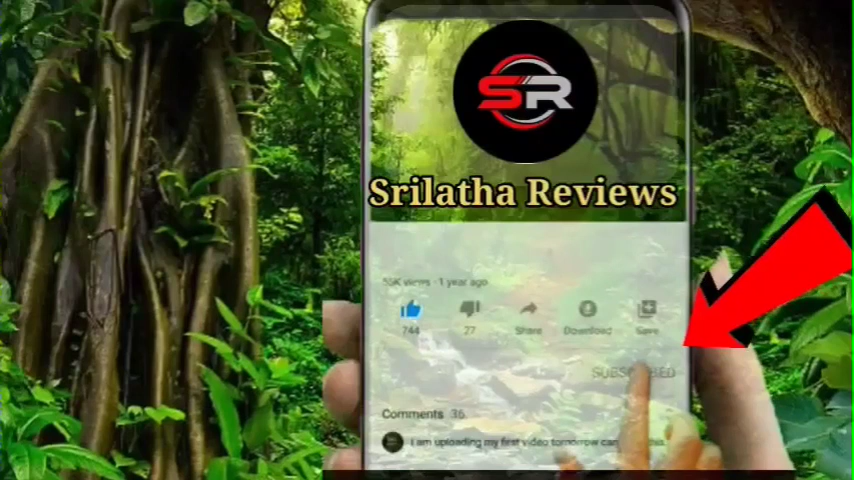 SR
Srilatha Reviews
55K views · 1 year ago
744
27
Share
Download
Save
Comments 36
I am uploading my first video tomorrow can